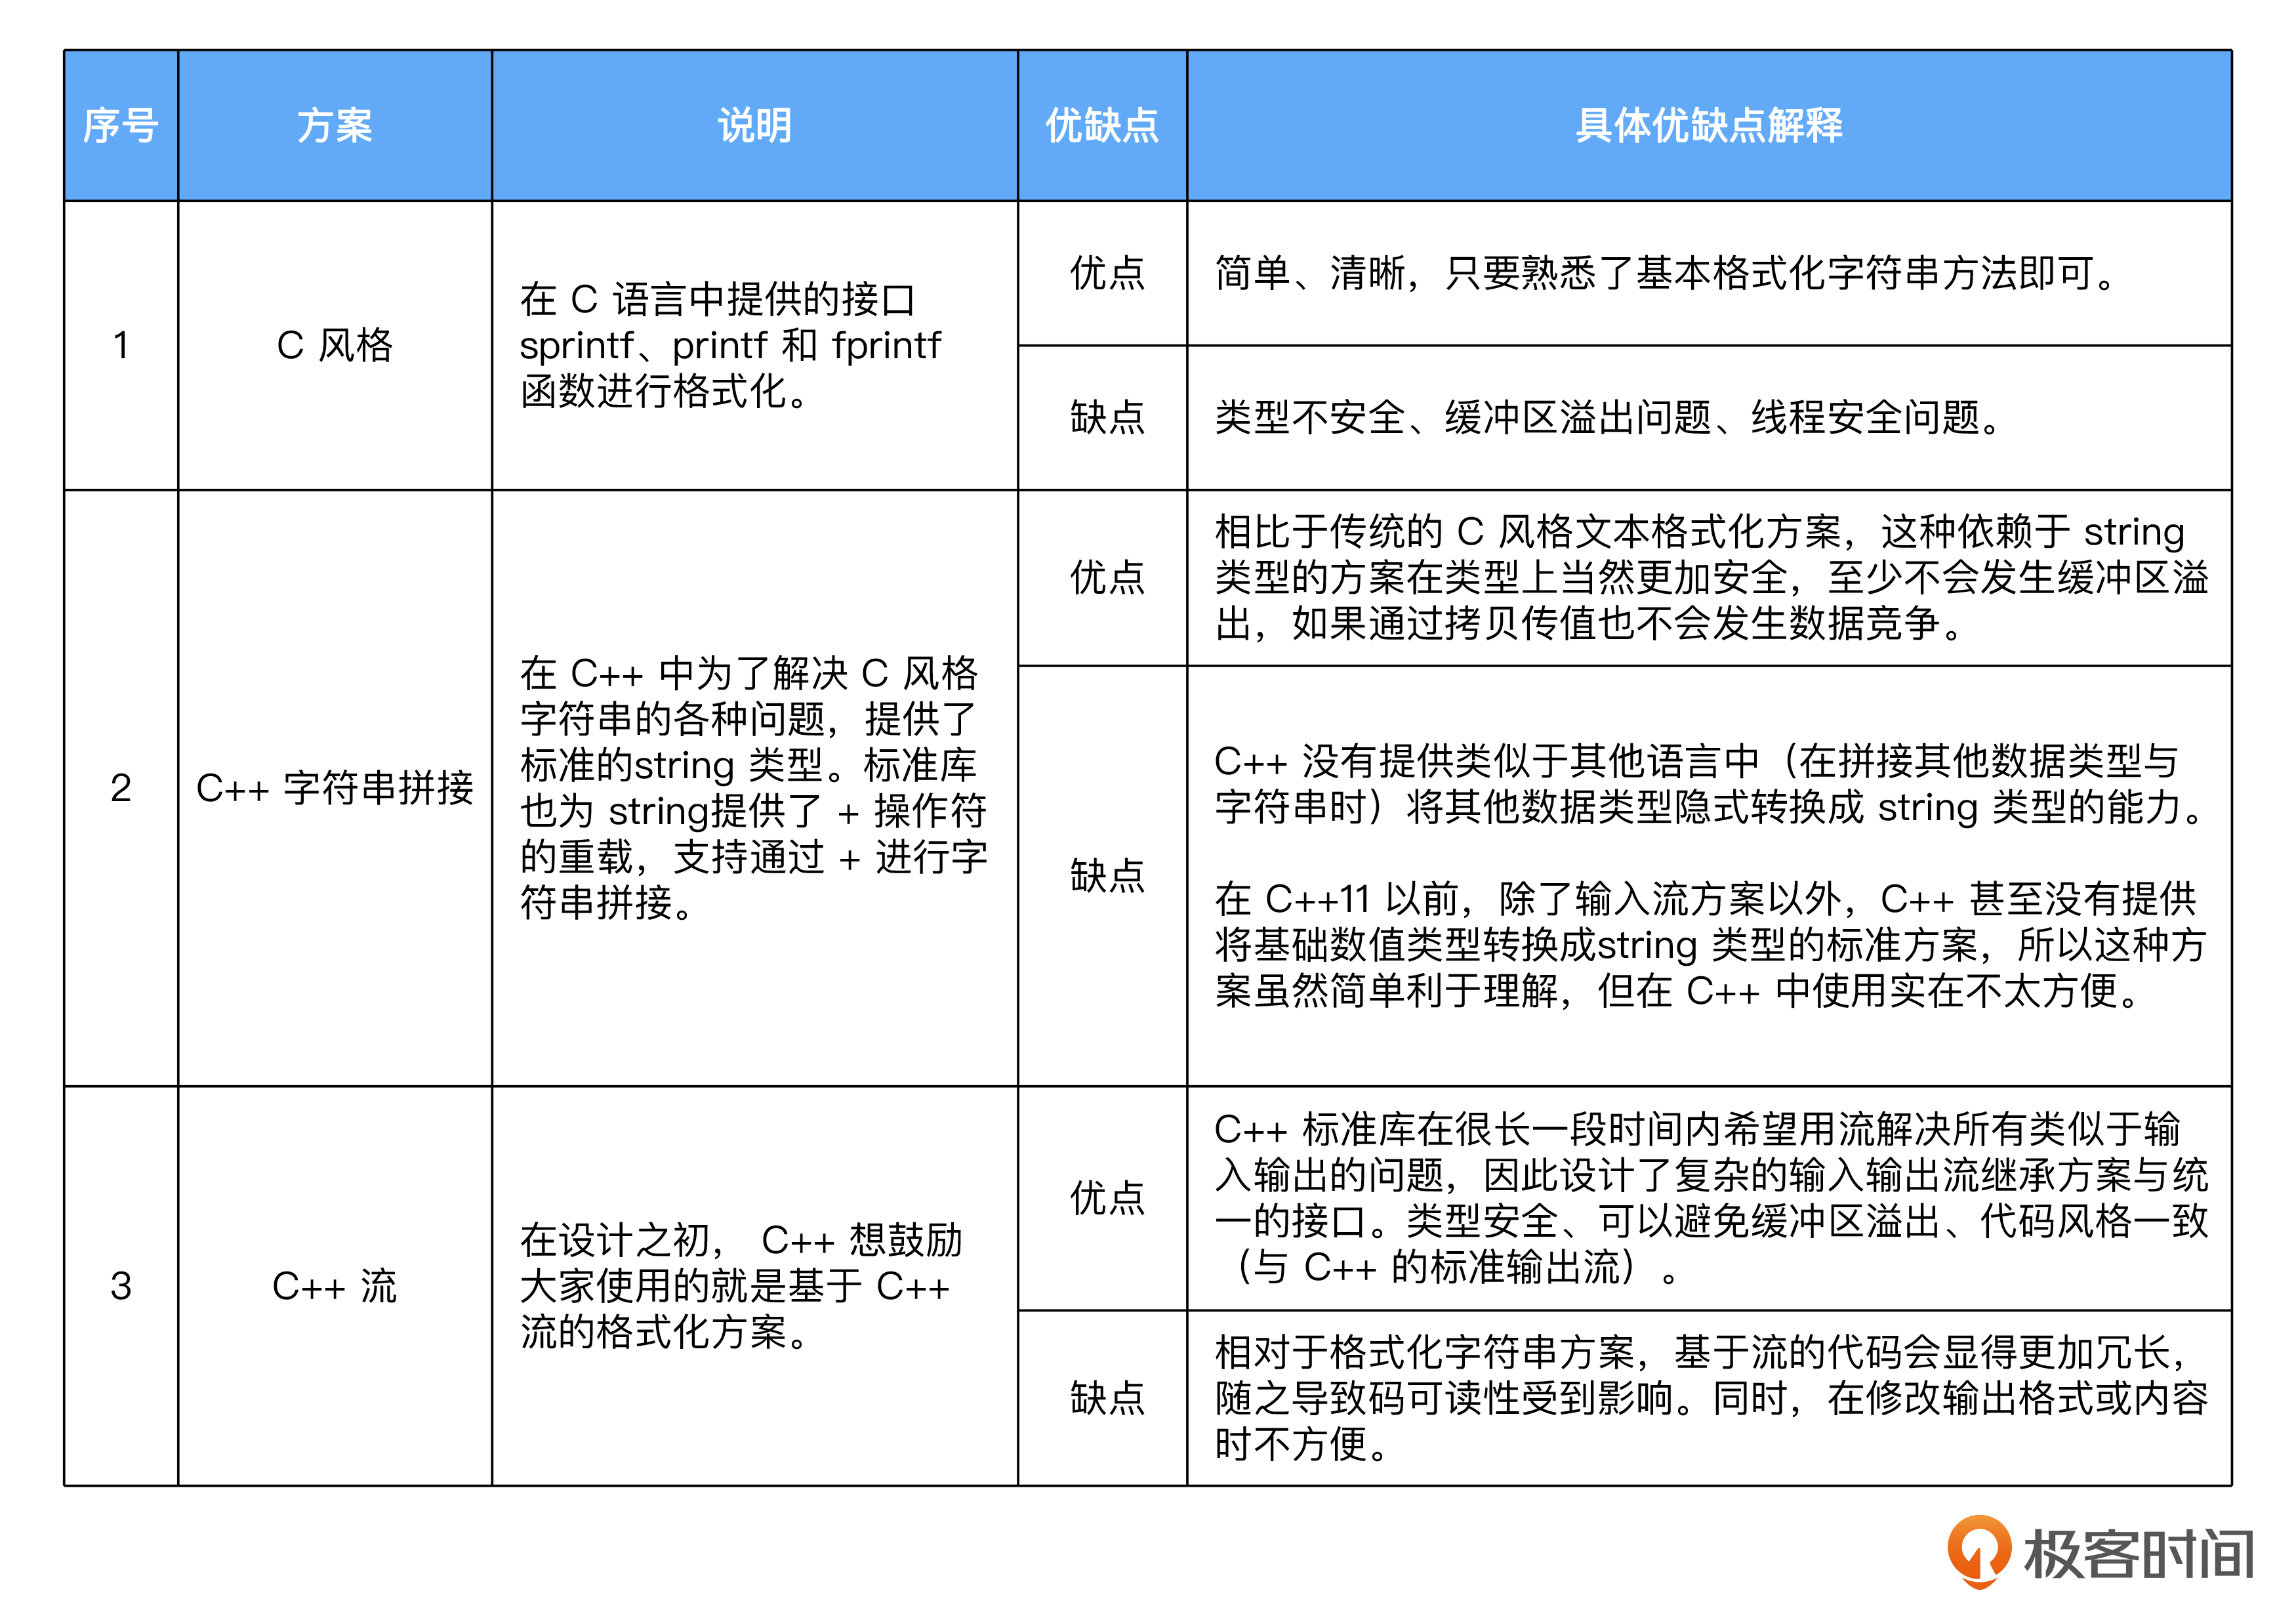 序号 方案 说明 优缺点 具体优缺点解释
1
C 风格
在 C 语言中提供的接口
sprintf、printf 和 fprintf
函数进行格式化。
优点
简单、清晰，只要熟悉了基本格式化字符串方法即可。
缺点
类型不安全、缓冲区溢出问题、线程安全问题。
2
C++ 字符串拼接
在 C++ 中为了解决 C 风格
字符串的各种问题，提供了
标准的string 类型。标准库
也为 string提供了 + 操作符
的重载，支持通过 + 进行字
符串拼接。
优点
相比于传统的 C 风格文本格式化方案，这种依赖于 string
类型的方案在类型上当然更加安全，至少不会发生缓冲区溢
出，如果通过拷贝传值也不会发生数据竞争。
缺点
C++ 没有提供类似于其他语言中（在拼接其他数据类型与
字符串时）将其他数据类型隐式转换成 string 类型的能力。
在 C++11 以前，除了输入流方案以外，C++ 甚至没有提供
将基础数值类型转换成string 类型的标准方案，所以这种方
案虽然简单利于理解，但在 C++ 中使用实在不太方便。
3
C++ 流
在设计之初， C++ 想鼓励
大家使用的就是基于 C++
流的格式化方案。
优点
C++ 标准库在很长一段时间内希望用流解决所有类似于输
入输出的问题，因此设计了复杂的输入输出流继承方案与统
一的接口。类型安全、可以避免缓冲区溢出、代码风格一致
（与 C++ 的标准输出流）。
缺点
相对于格式化字符串方案，基于流的代码会显得更加冗长，
随之导致码可读性受到影响。同时，在修改输出格式或内容
时不方便。
极客时间